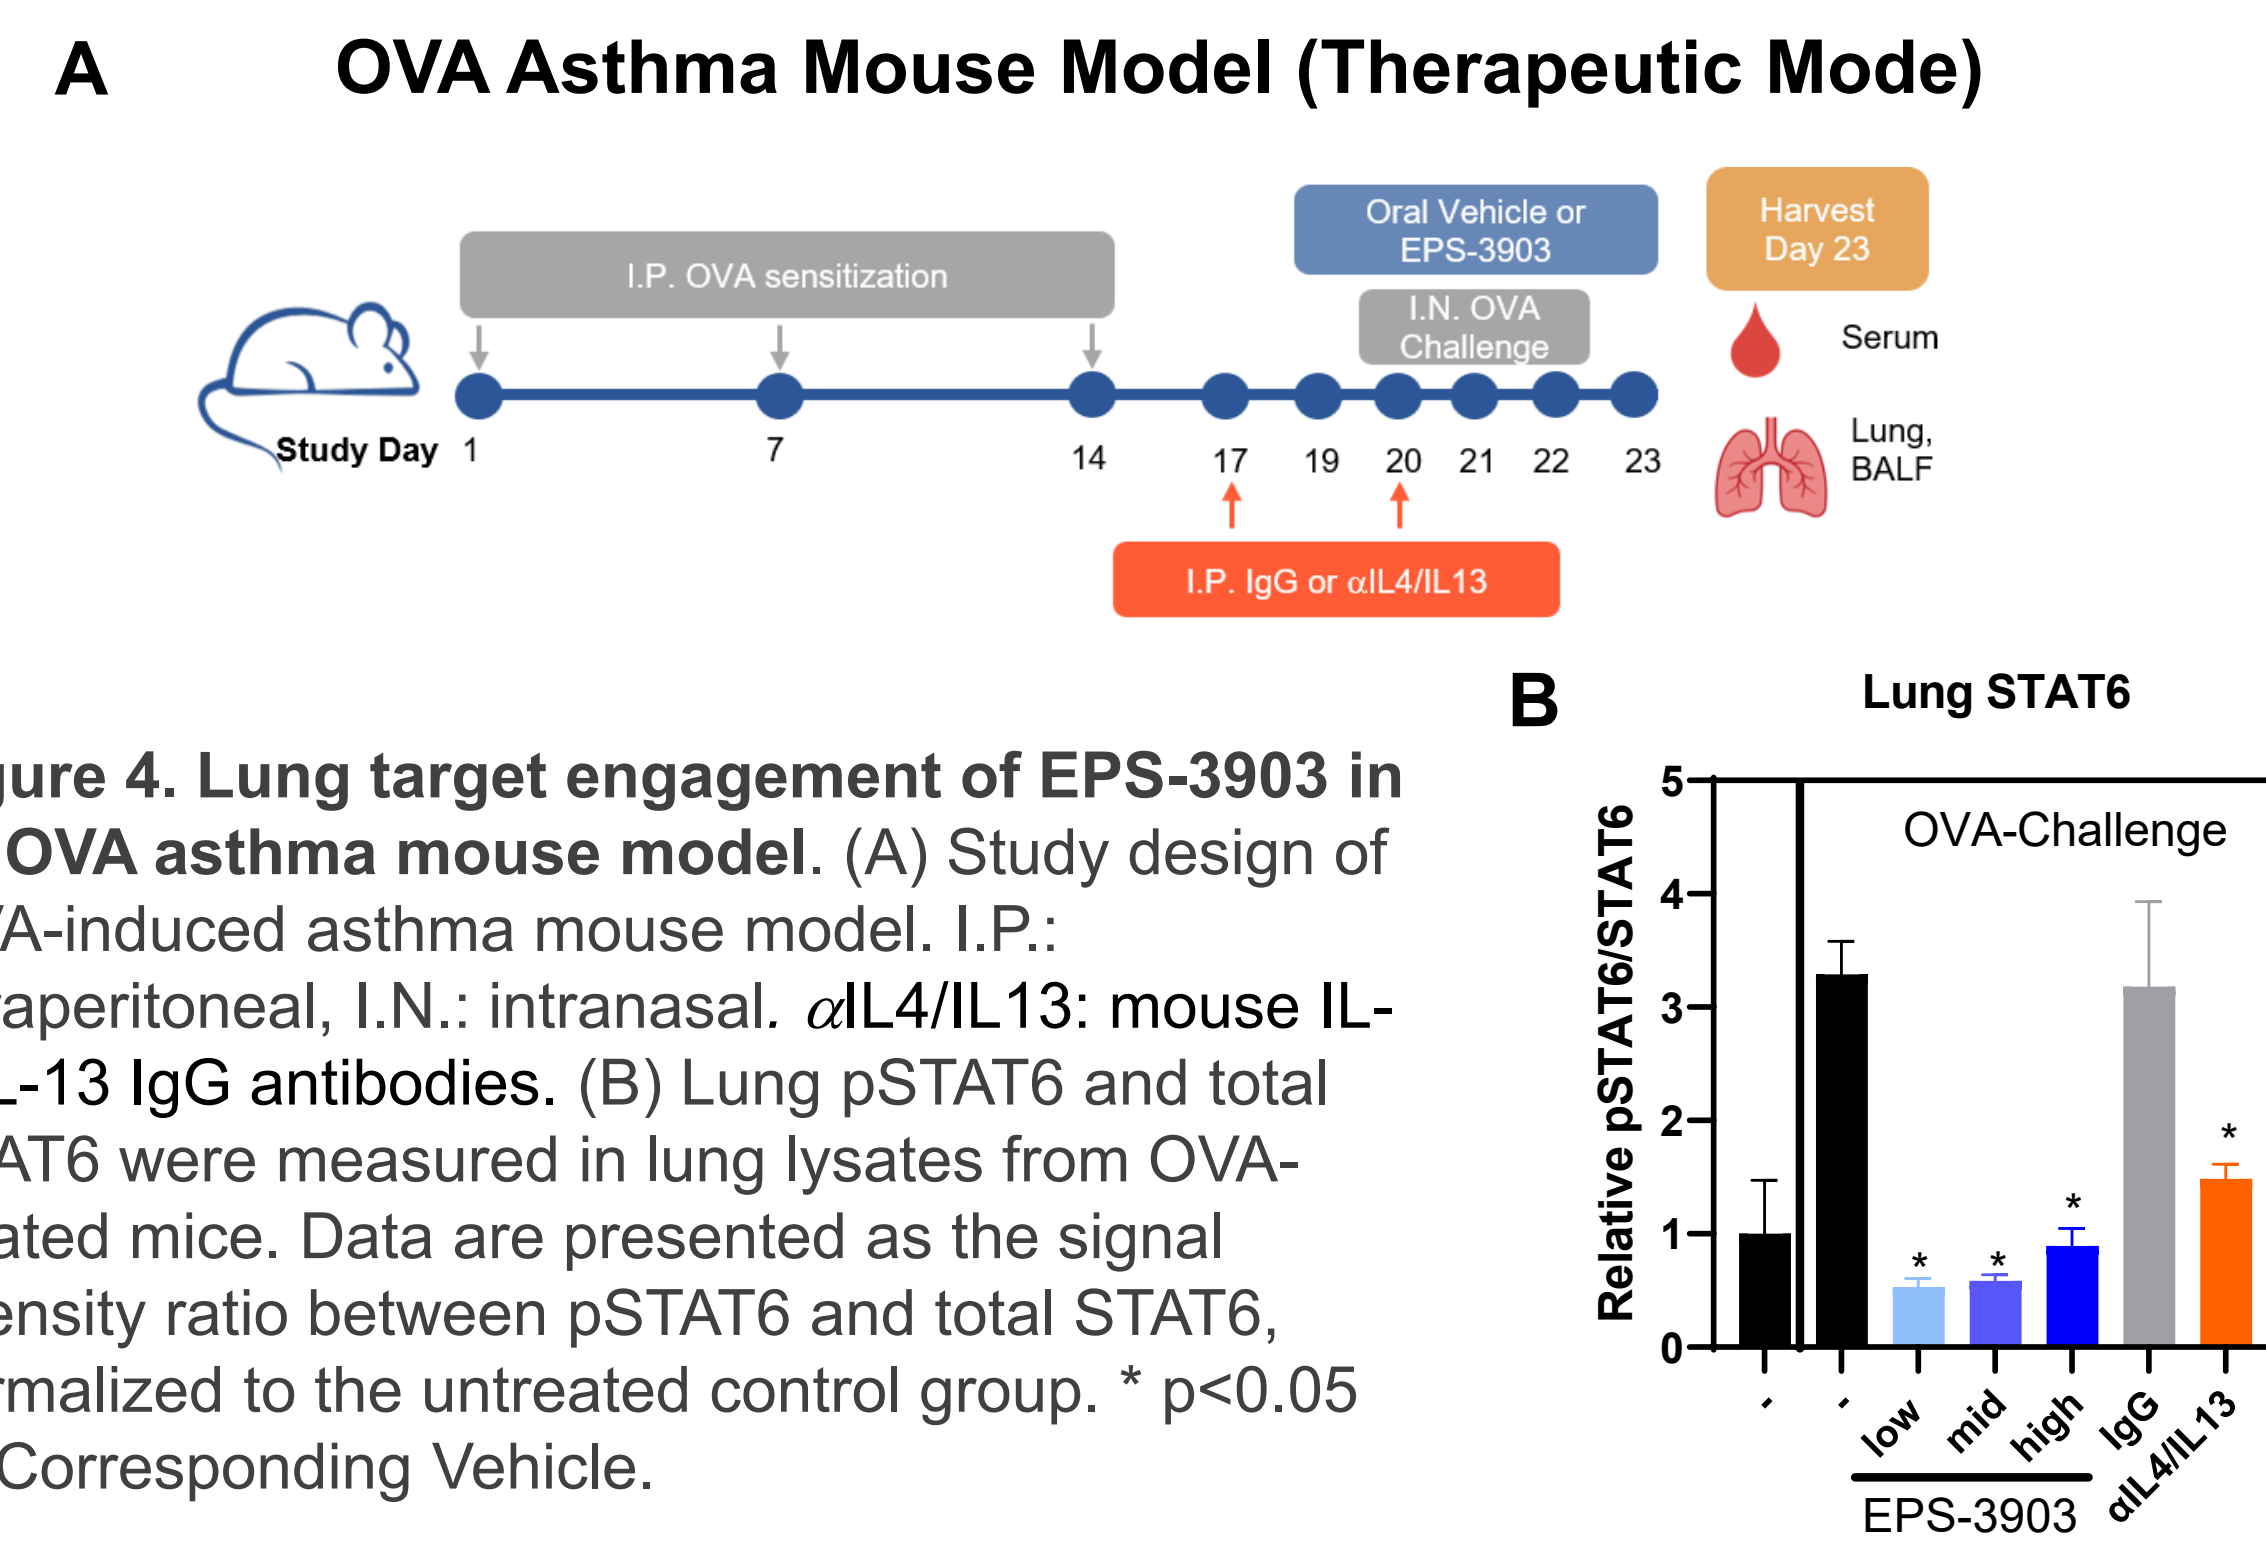 A
OVA Asthma Mouse Model (Therapeutic Mode)
I.P. OVA sensitization
Oral Vehicle or
EPS-3903
I.N. OVA
Challenge
Harvest
Day 23
Serum
Lung,
BALF
Study Day 1 7 14 17 19 20 21 22 23
I.P. IgG or αIL4/IL13
gure 4. Lung target engagement of EPS-3903 in
OVA asthma mouse model. (A) Study design of
A-induced asthma mouse model. I.P.:
aperitoneal, I.N.: intranasal. αIL4/IL13: mouse IL-
L-13 IgG antibodies. (B) Lung pSTAT6 and total
AT6 were measured in lung lysates from OVA-
ated mice. Data are presented as the signal
ensity ratio between pSTAT6 and total STAT6,
rmalized to the untreated control group. * p<0.05
Corresponding Vehicle.
B
Lung STAT6
Relative pSTAT6/STAT6
5
4
3
2
1
0
OVA-Challenge
* * * *
- - low mid high IgG αIL4/IL13
EPS-3903